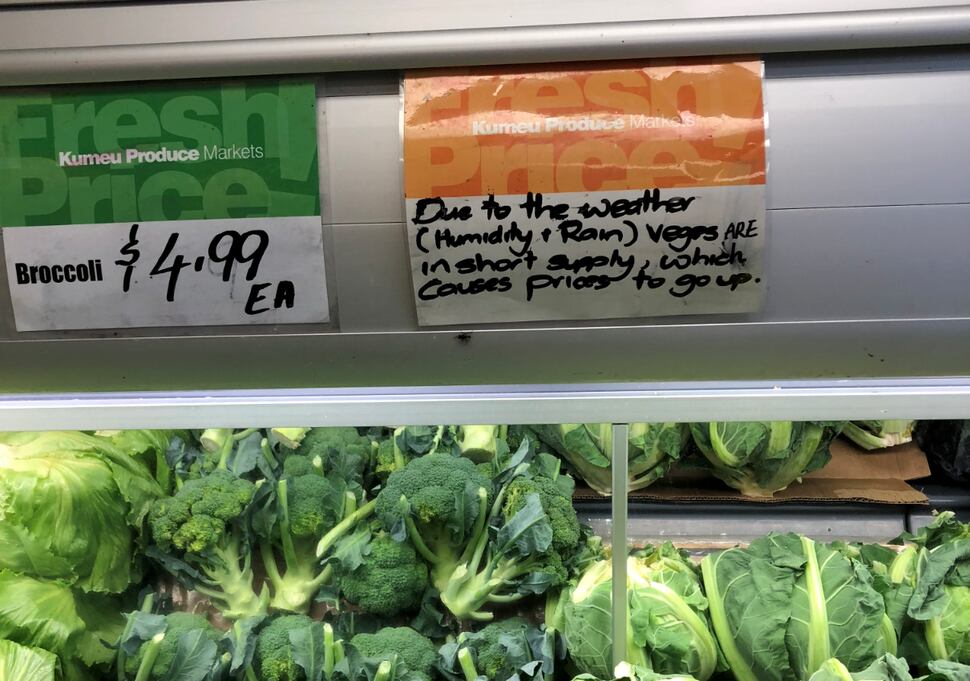 Fresh
Kumeu Produce Markets
Price
Broccoli $4.99
EA
Fresh
Kumeu Produce Markets
Price
Due to the weather
(Humidity + Rain) Veges ARE
in short supply, which
causes prices to go up.